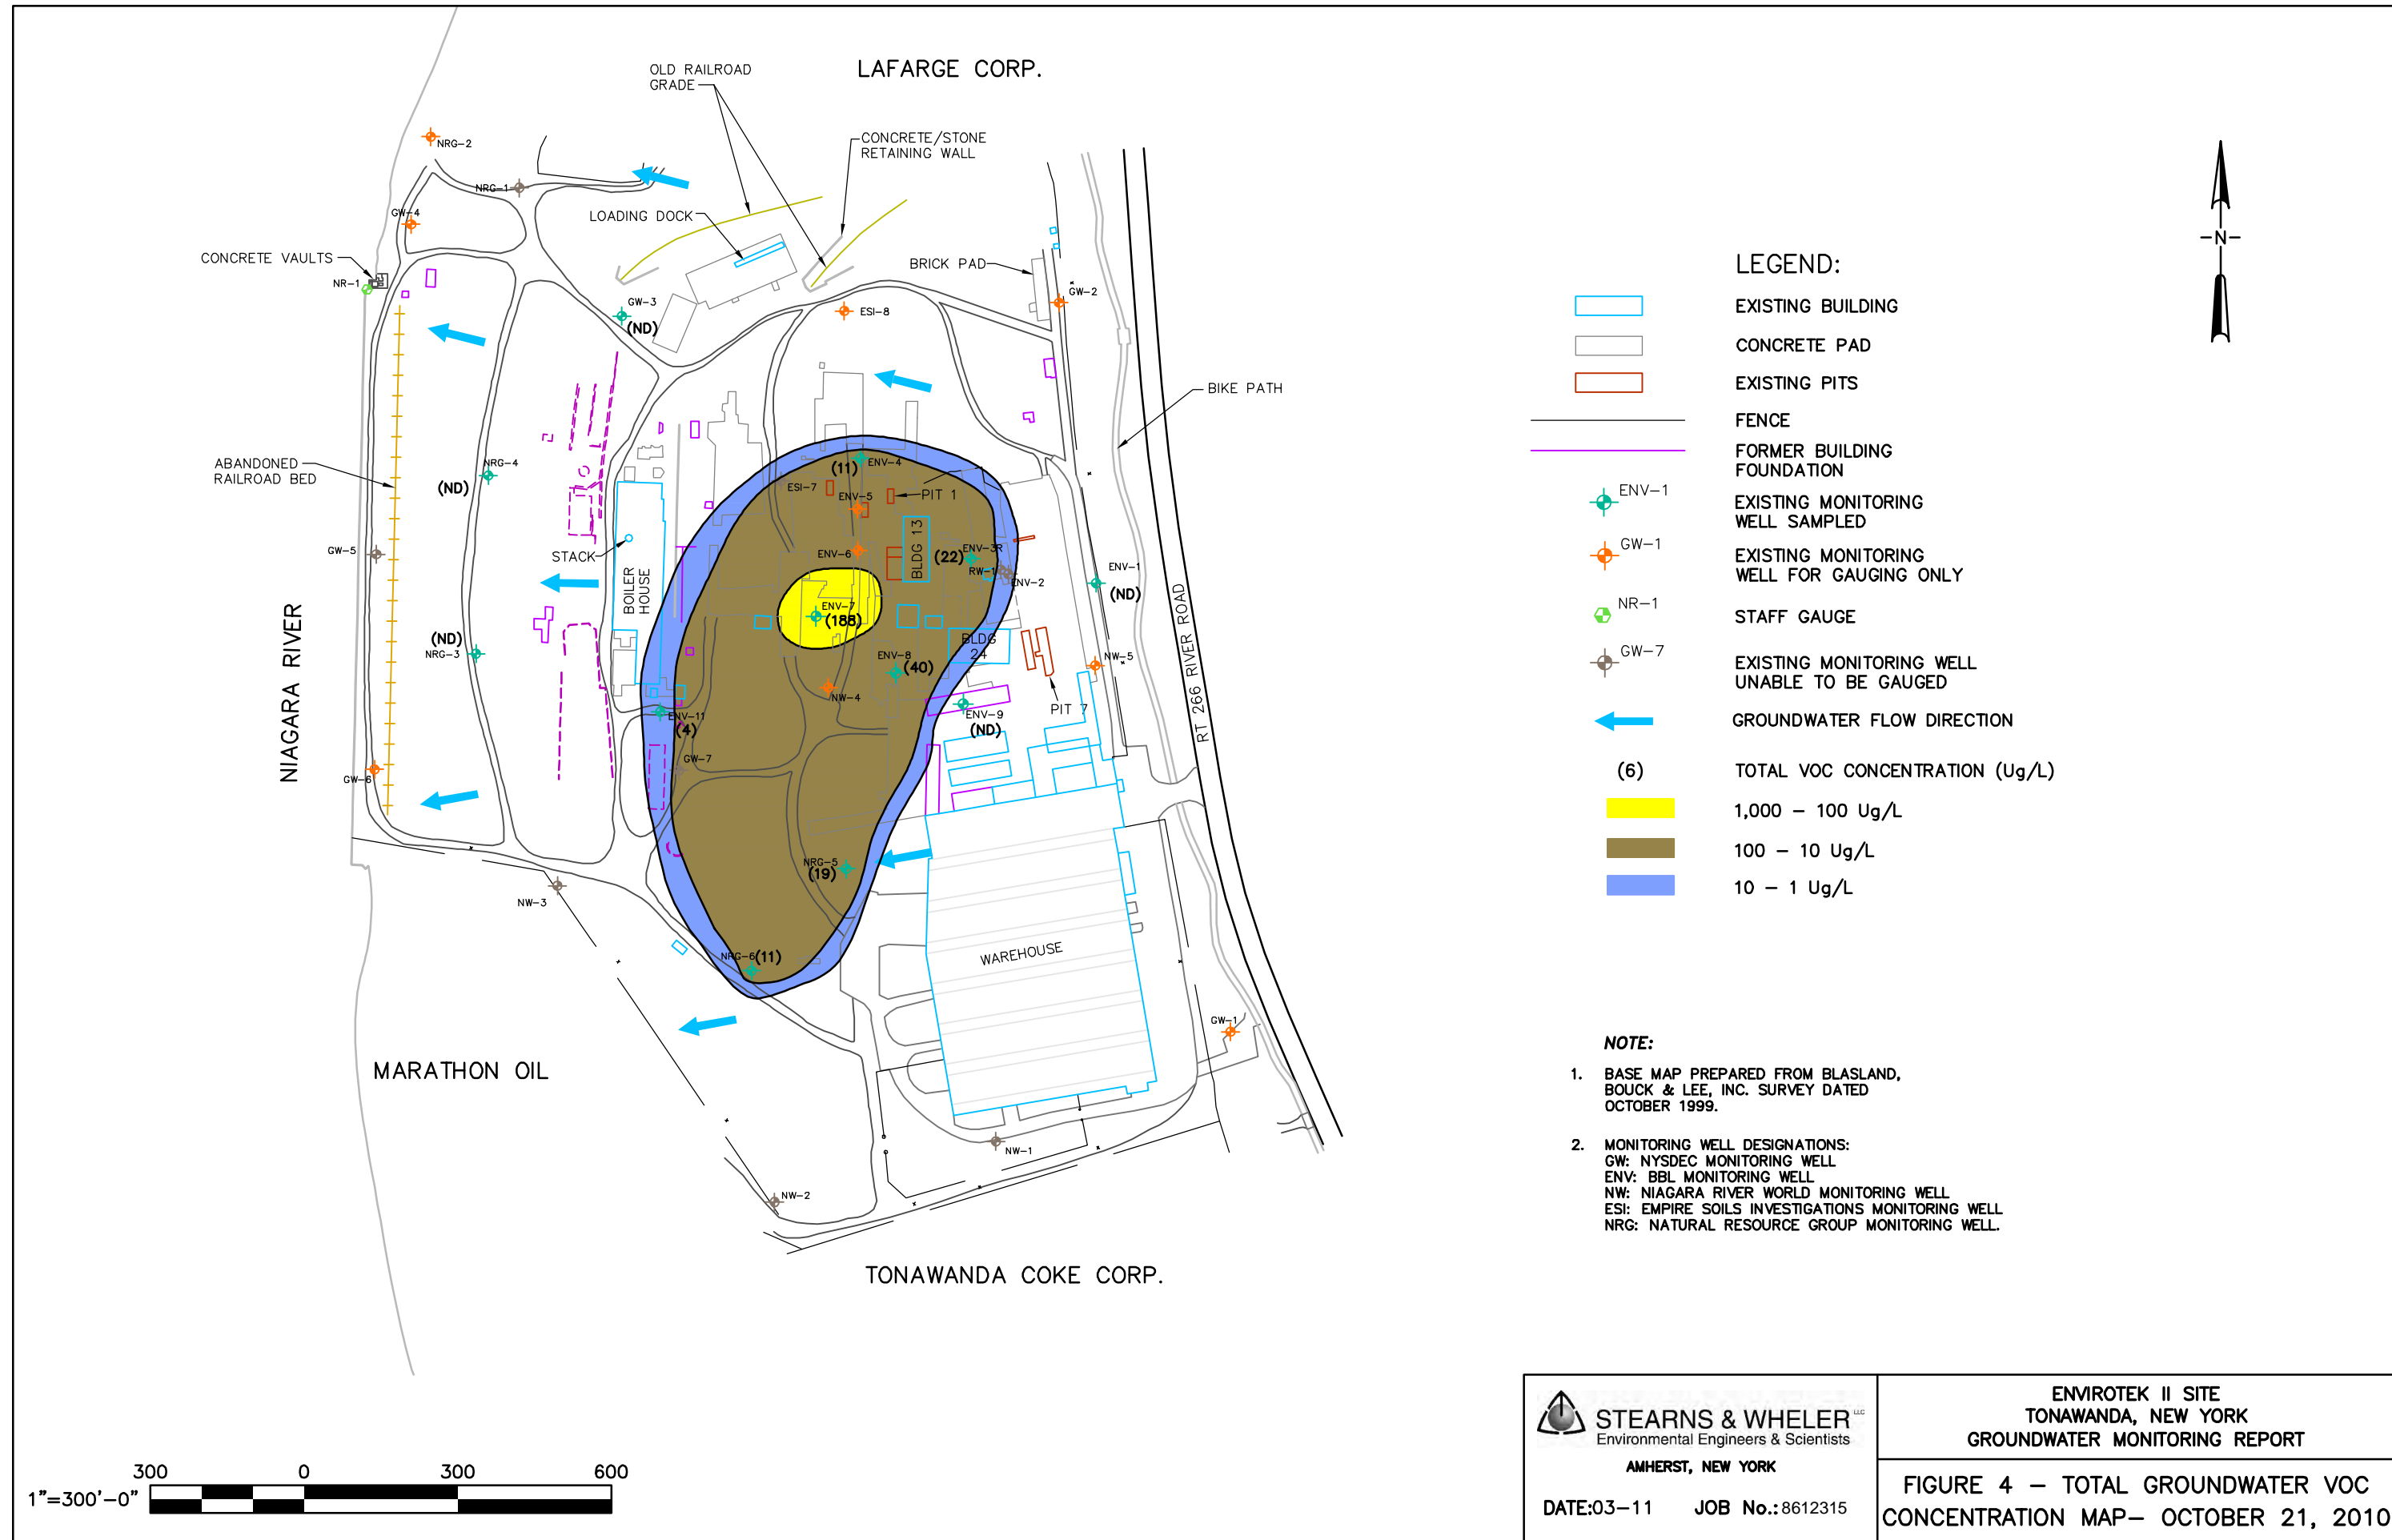 LAFARGE CORP.
OLD RAILROAD
GRADE
CONCRETE/STONE
RETAINING WALL
NRG-2
NRG-1
GW-4
LOADING DOCK
CONCRETE VAULTS
NR-1
BRICK PAD
GW-2
GW-3
(ND)
ESI-8
BIKE PATH
ABANDONED
RAILROAD BED
NRG-4
(ND)
ENV-4
(11)
ESI-7
ENV-5
PIT 1
GW-5
STACK
BOILER
HOUSE
ENV-6
BLDG 13
(22)
ENV-3R
RW-1
ENV-2
ENV-1
(ND)
ENV-7
(188)
(ND)
NRG-3
NIAGARA RIVER
BLDG
24
ENV-8
(40)
NW-4
NW-5
RT 266 RIVER ROAD
ENV-11
(4)
ENV-9
(ND)
PIT 7
GW-7
GW-6
NRG-5
(19)
NW-3
NRG-6
(11)
WAREHOUSE
GW-1
MARATHON OIL
NW-1
NW-2
TONAWANDA COKE CORP.
-N-
LEGEND:
EXISTING BUILDING
CONCRETE PAD
EXISTING PITS
FENCE
FORMER BUILDING
FOUNDATION
ENV-1
EXISTING MONITORING
WELL SAMPLED
GW-1
EXISTING MONITORING
WELL FOR GAUGING ONLY
NR-1
STAFF GAUGE
GW-7
EXISTING MONITORING WELL
UNABLE TO BE GAUGED
GROUNDWATER FLOW DIRECTION
(6) TOTAL VOC CONCENTRATION (Ug/L)
1,000 - 100 Ug/L
100 - 10 Ug/L
10 - 1 Ug/L
NOTE:
1. BASE MAP PREPARED FROM BLASLAND,
BOUCK & LEE, INC. SURVEY DATED
OCTOBER 1999.
2. MONITORING WELL DESIGNATIONS:
GW: NYSDEC MONITORING WELL
ENV: BBL MONITORING WELL
NW: NIAGARA RIVER WORLD MONITORING WELL
ESI: EMPIRE SOILS INVESTIGATIONS MONITORING WELL
NRG: NATURAL RESOURCE GROUP MONITORING WELL.
300 0 300 600
1"=300'-0"
STEARNS & WHELER LLC
Environmental Engineers & Scientists
AMHERST, NEW YORK
DATE:03-11 JOB No.: 8612315
ENVIROTEK II SITE
TONAWANDA, NEW YORK
GROUNDWATER MONITORING REPORT
FIGURE 4 - TOTAL GROUNDWATER VOC
CONCENTRATION MAP- OCTOBER 21, 2010